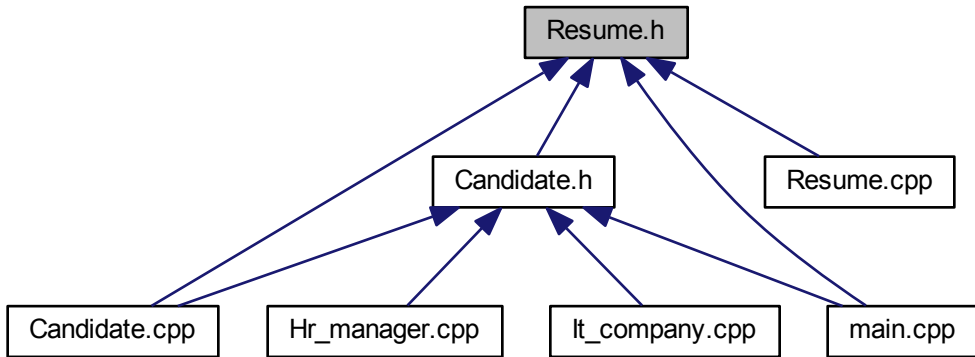 Resume.h
Candidate.h
Resume.cpp
Candidate.cpp
Hr_manager.cpp
It_company.cpp
main.cpp